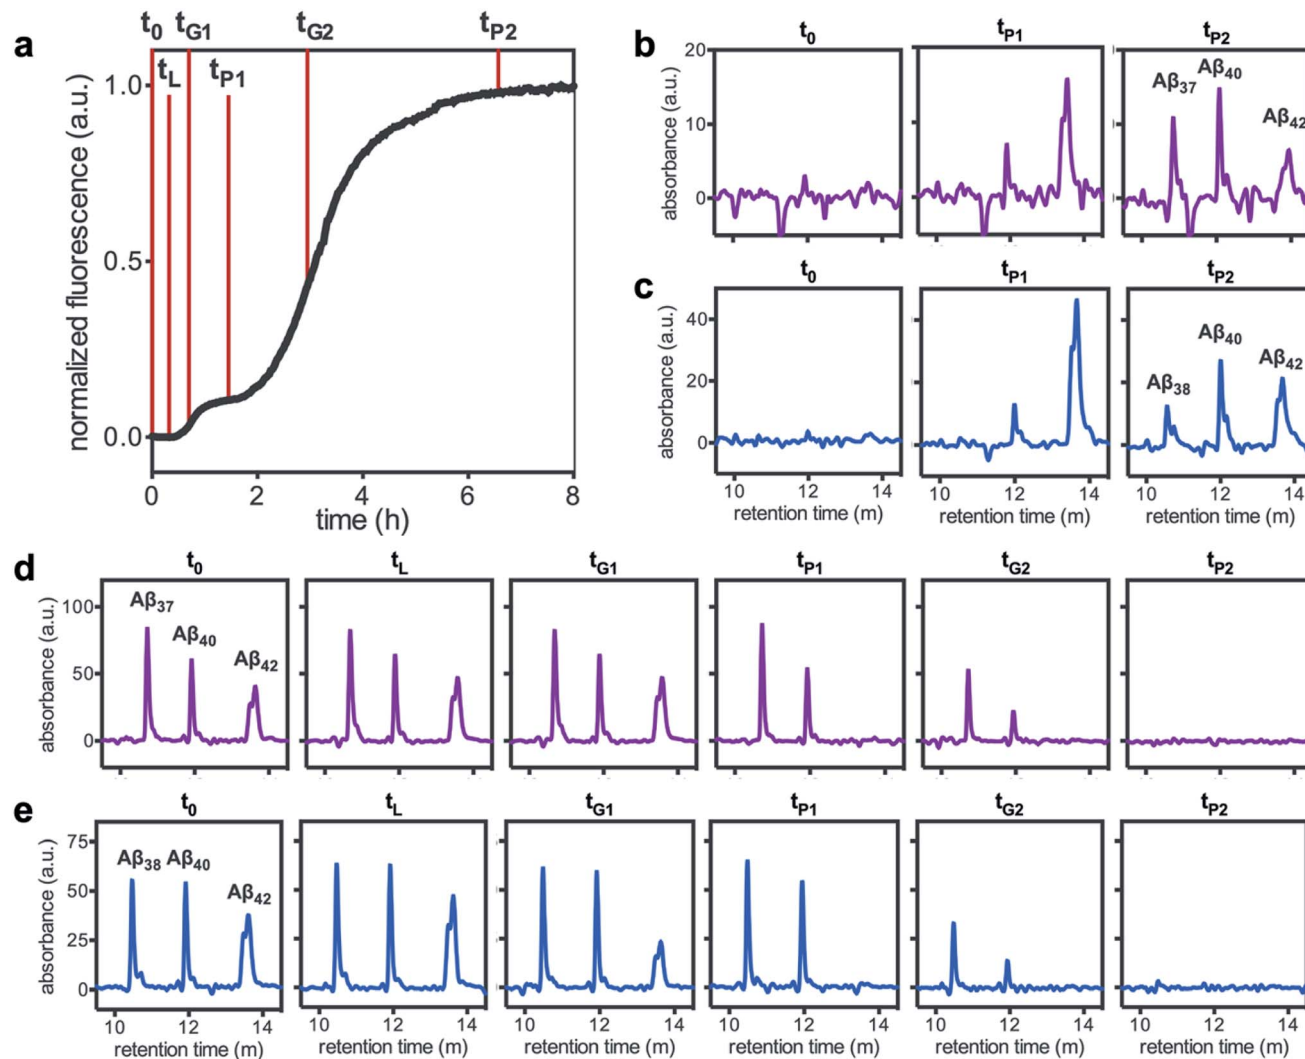 a
t0 tG1 tG2 tP2
tL tP1
normalized fluorescence (a.u.)
1.0
0.5
0.0
0 2 4 6 8
time (h)
b
t0 tP1 tP2
absorbance (a.u.)
20
10
0
Aβ37 Aβ40 Aβ42
c
t0 tP1 tP2
absorbance (a.u.)
40
20
0
Aβ38 Aβ40 Aβ42
10 12 14 10 12 14 10 12 14
retention time (m) retention time (m) retention time (m)
d
t0 tL tG1 tP1 tG2 tP2
absorbance (a.u.)
100
50
0
Aβ37
Aβ40
Aβ42
e
t0 tL tG1 tP1 tG2 tP2
absorbance (a.u.)
75
50
25
0
Aβ38 Aβ40
Aβ42
10 12 14 10 12 14 10 12 14 10 12 14 10 12 14 10 12 14
retention time (m) retention time (m) retention time (m) retention time (m) retention time (m) retention time (m)